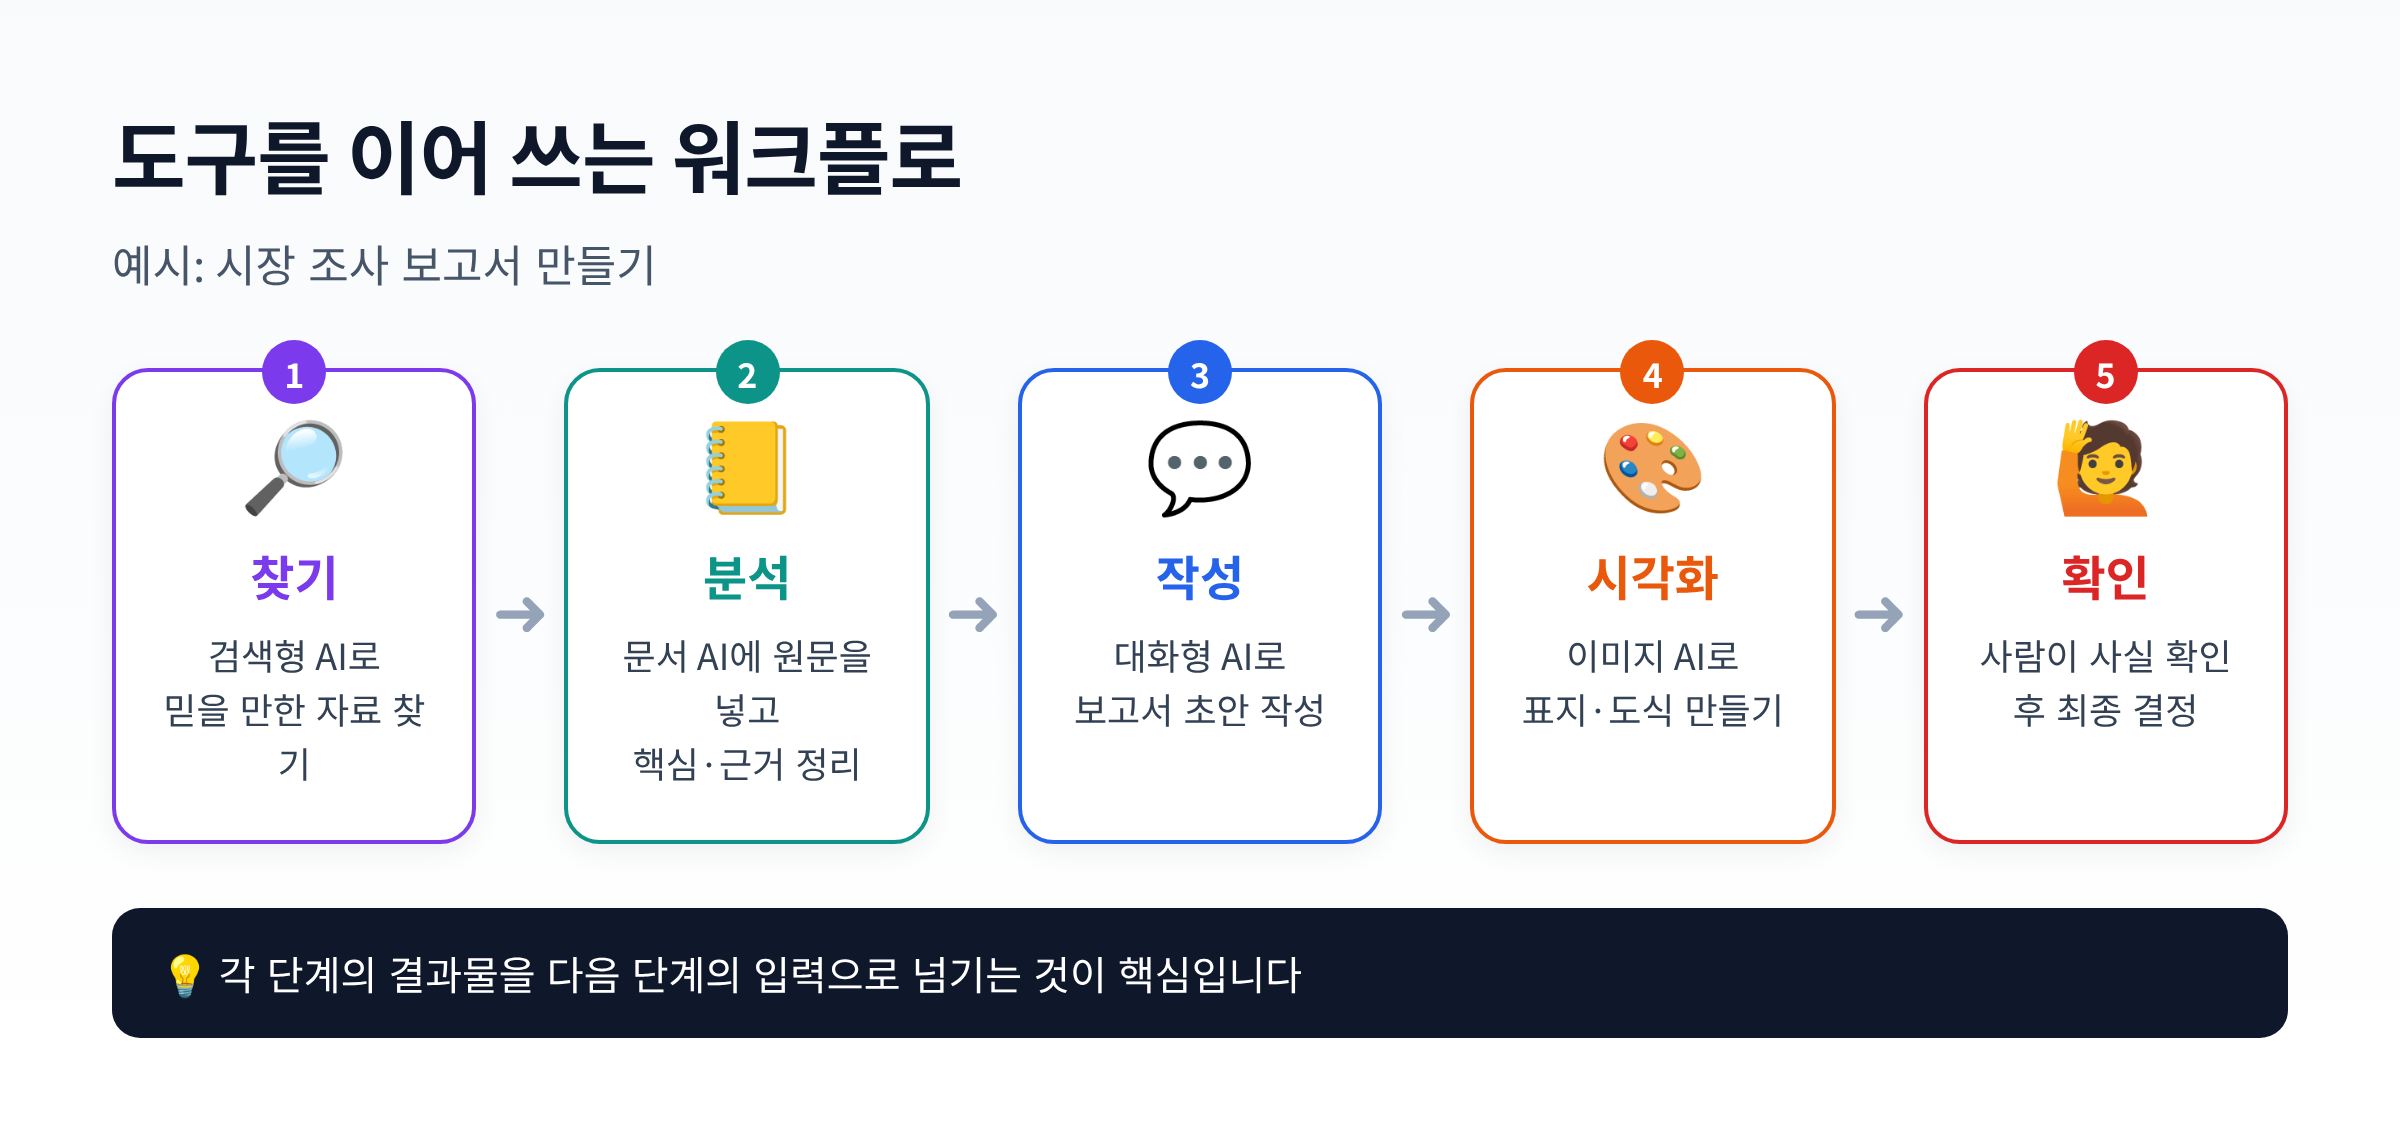 도구를 이어 쓰는 워크플로
예시: 시장 조사 보고서 만들기
1
찾기
검색형 AI로
믿을 만한 자료 찾
기
2
분석
문서 AI에 원문을
넣고
핵심·근거 정리
3
작성
대화형 AI로
보고서 초안 작성
4
시각화
이미지 AI로
표지·도식 만들기
5
확인
사람이 사실 확인
후 최종 결정
💡 각 단계의 결과물을 다음 단계의 입력으로 넘기는 것이 핵심입니다